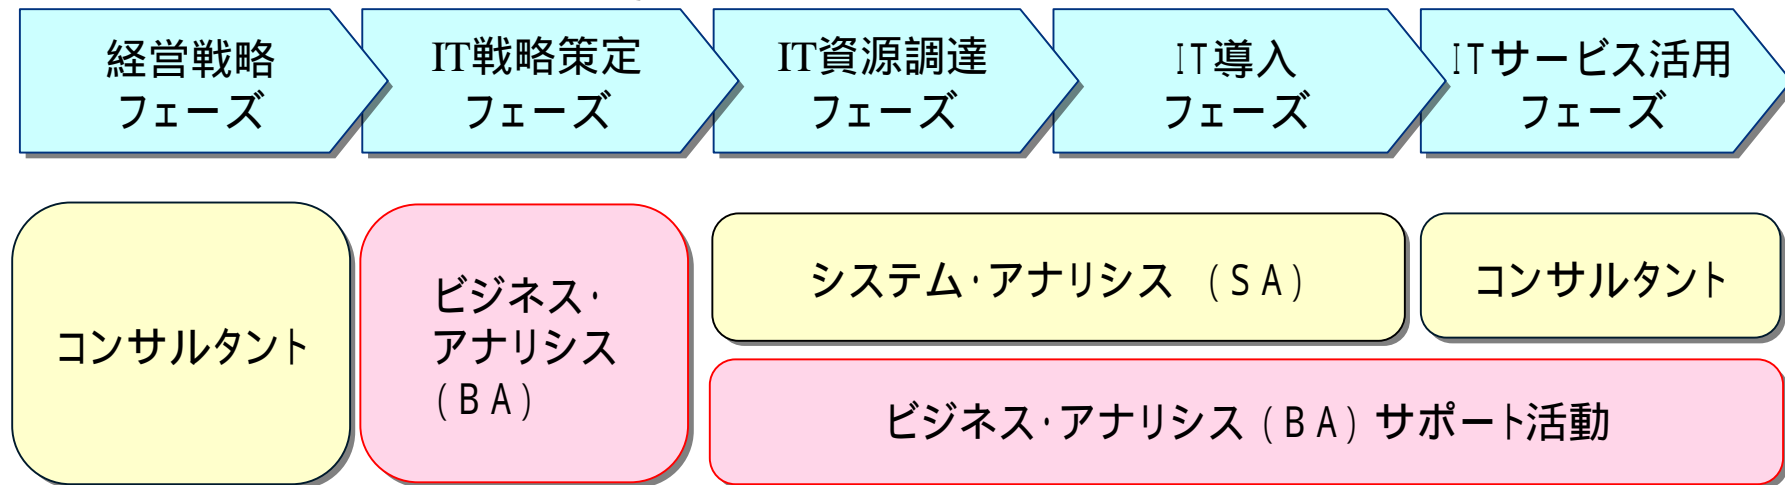 経営戦略
フェーズ
IT戦略策定
フェーズ
IT資源調達
フェーズ
IT導入
フェーズ
ITサービス活用
フェーズ
コンサルタント
ビジネス・
アナリシス
(BA)
システム・アナリシス (SA)
コンサルタント
ビジネス・アナリシス(BA)サポート活動